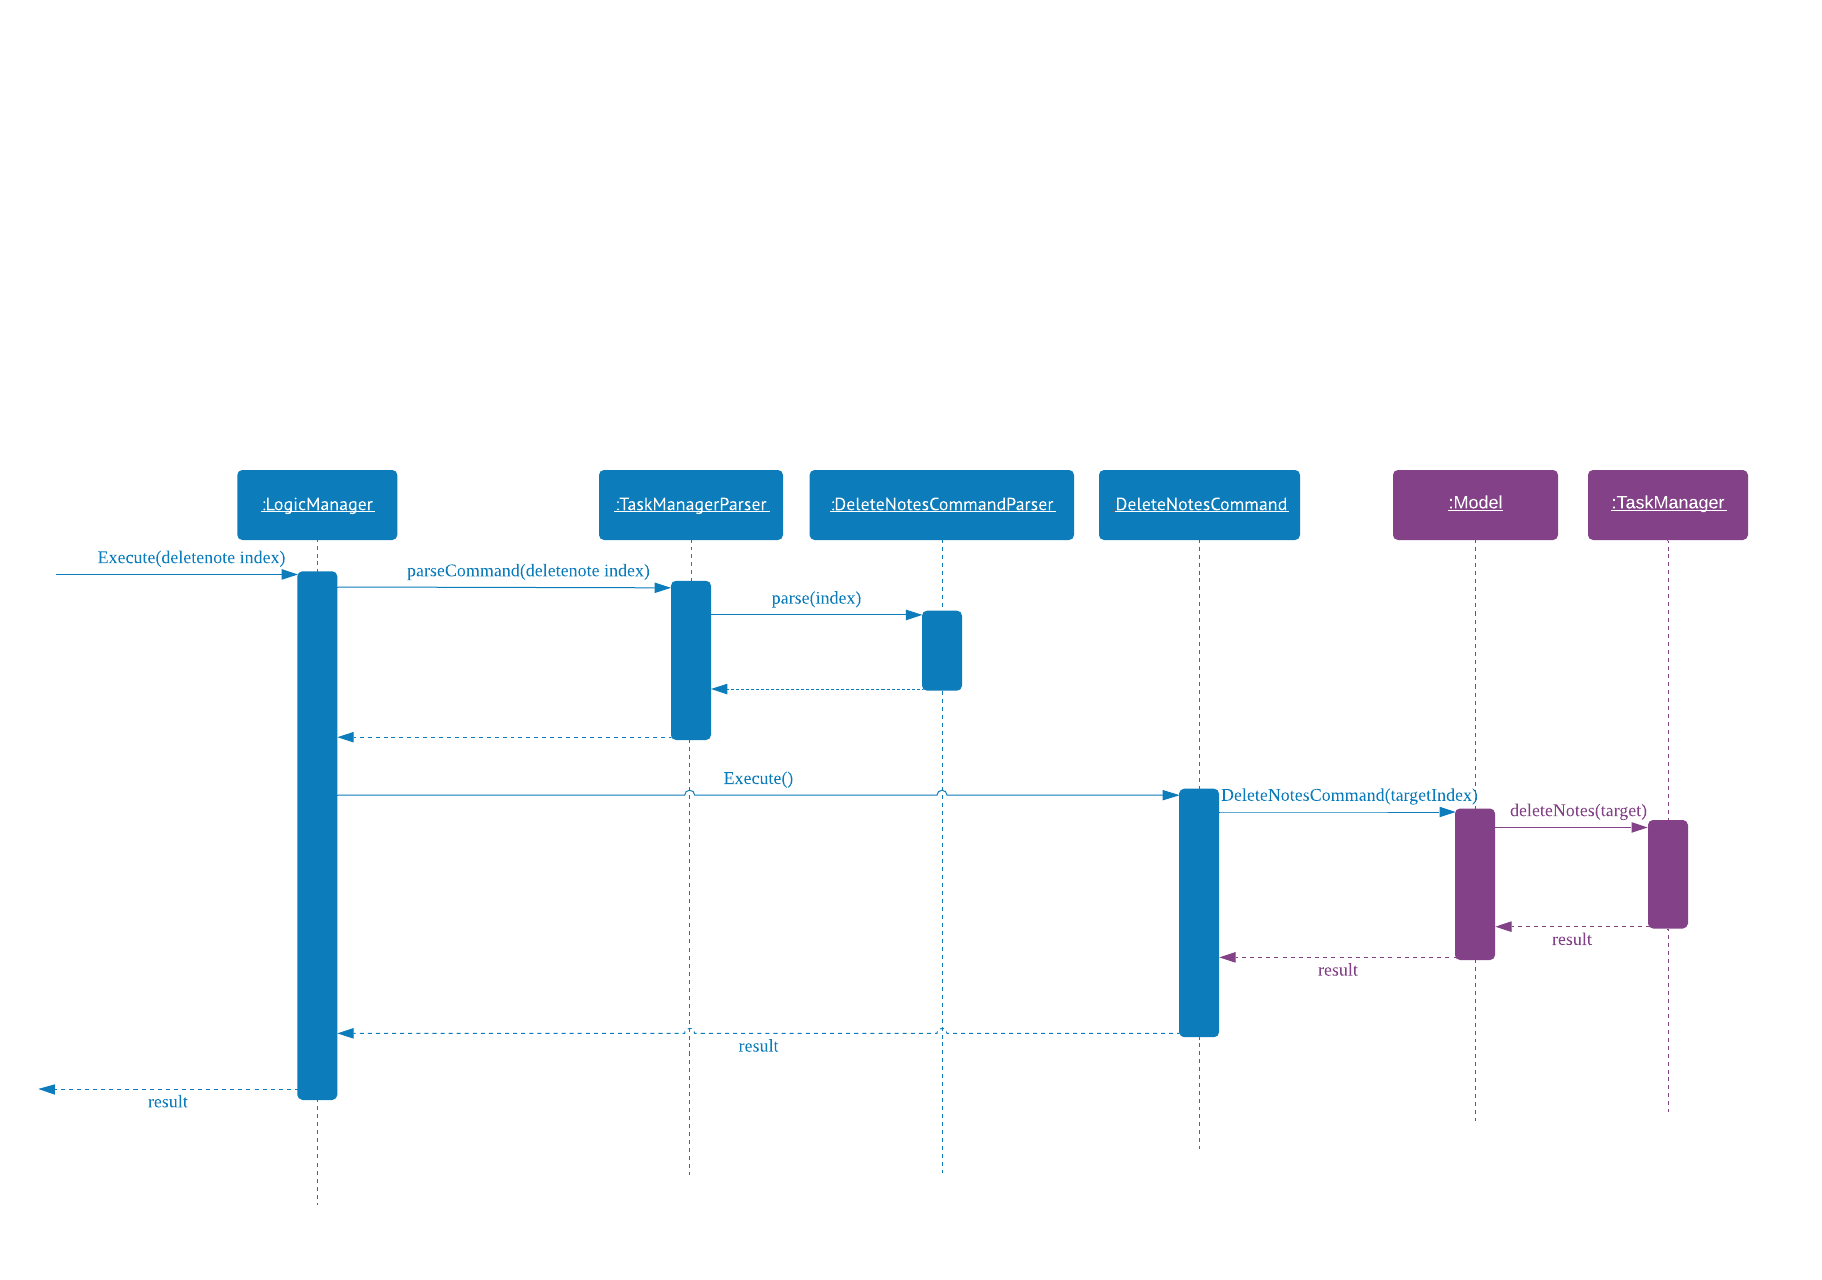 :LogicManager
:TaskManagerParser
:DeleteNotesCommandParser
DeleteNotesCommand
:Model
:TaskManager
Execute(deletenote index)
parseCommand(deletenote index)
parse(index)
Execute()
DeleteNotesCommand(targetIndex)
deleteNotes(target)
result
result
result
result